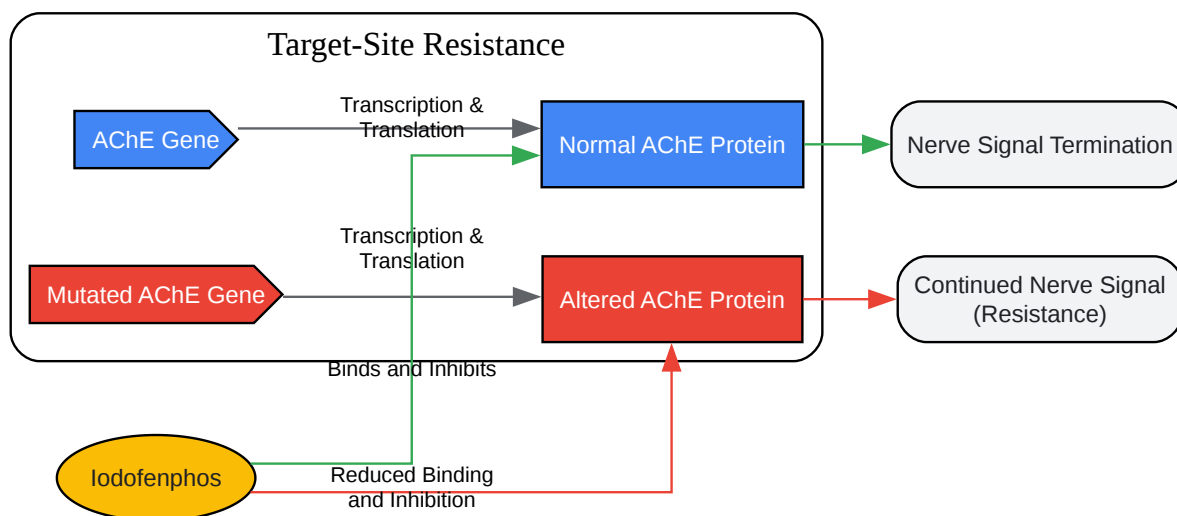 Target-Site Resistance
Transcription &
Translation
AChE Gene
Normal AChE Protein
Nerve Signal Termination
Transcription &
Translation
Mutated AChE Gene
Altered AChE Protein
Continued Nerve Signal
(Resistance)
Binds and Inhibits
Iodofenphos
Reduced Binding
and Inhibition